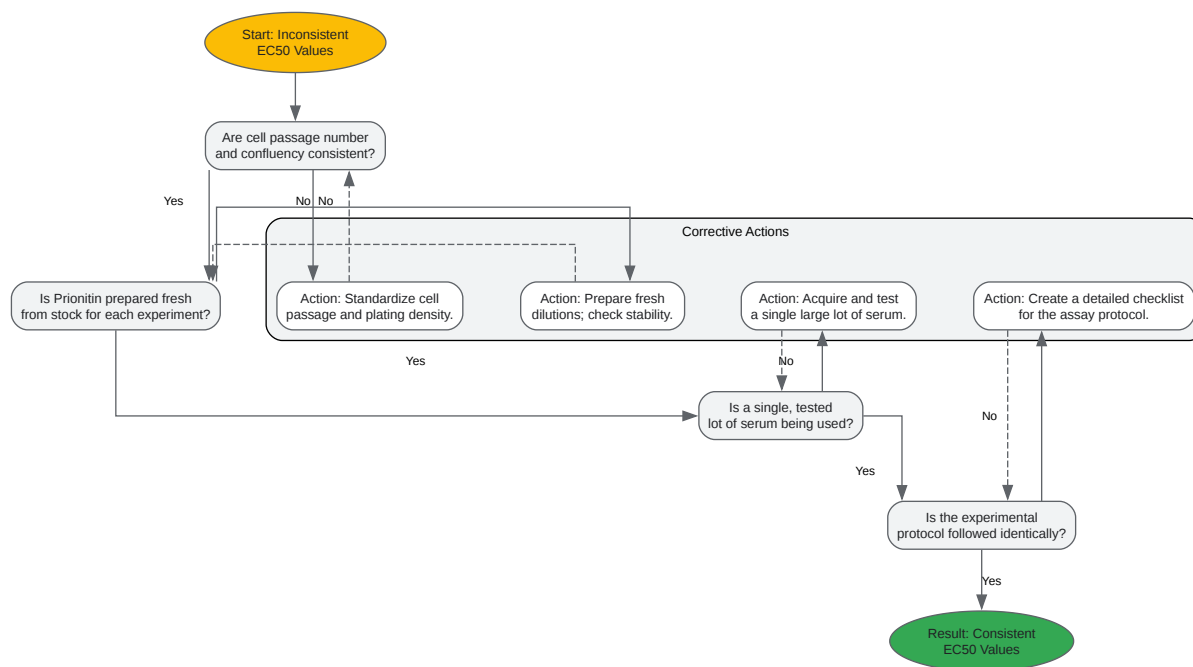 Start: Inconsistent
EC50 Values
Are cell passage number
and confluency consistent?
Yes
No
No
Corrective Actions
Is Prionitin prepared fresh
from stock for each experiment?
Action: Standardize cell
passage and plating density.
Action: Prepare fresh
dilutions; check stability.
Action: Acquire and test
a single large lot of serum.
Action: Create a detailed checklist
for the assay protocol.
Yes
No
Is a single, tested
lot of serum being used?
No
Yes
Is the experimental
protocol followed identically?
Yes
Result: Consistent
EC50 Values